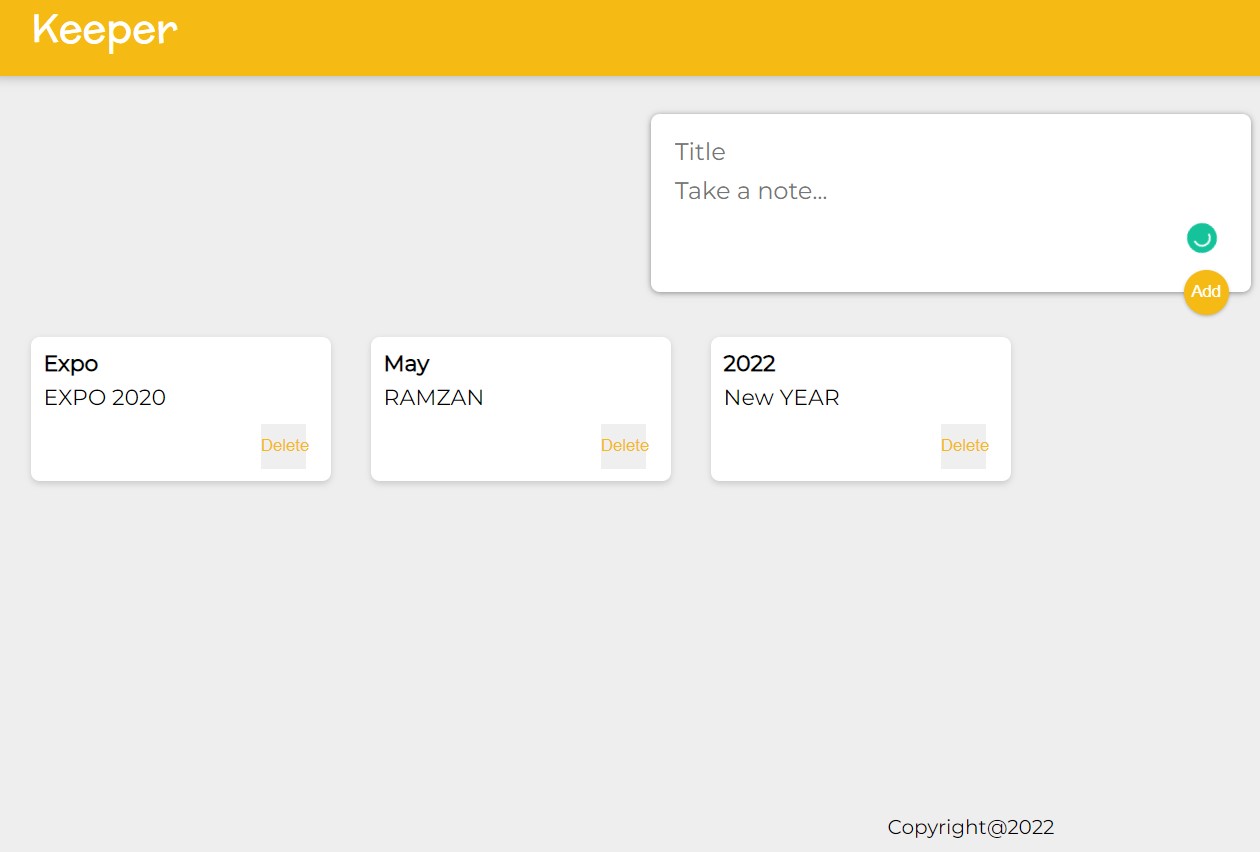 Keeper
Title
Take a note...
Add
Expo
EXPO 2020
Delete
May
RAMZAN
Delete
2022
New YEAR
Delete
Copyright@2022